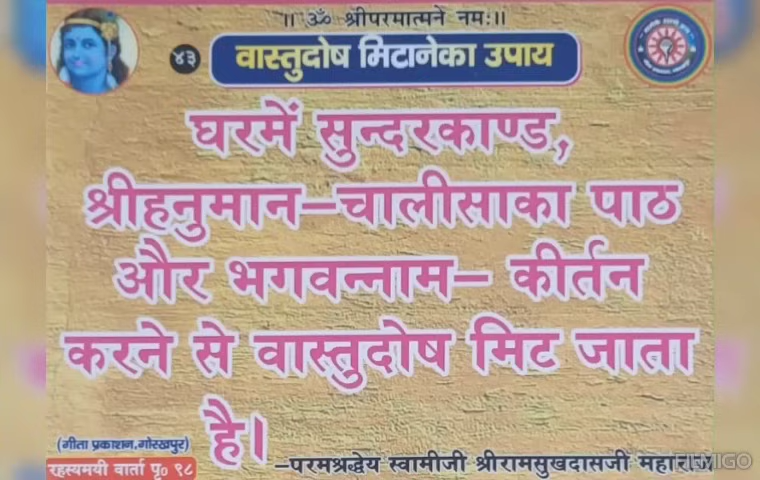 ॥ ॐ श्रीपरमात्मने नमः॥
४३ वास्तुदोष मिटानेका उपाय
घरमें सुन्दरकाण्ड,
श्रीहनुमान–चालीसाका पाठ
और भगवन्नाम– कीर्तन
करने से वास्तुदोष मिट जाता
है।
(गीता प्रकाशन,गोरखपुर)
रहस्यमयी वार्ता पृ० ९८
–परमश्रद्धेय स्वामीजी श्रीरामसुखदासजी महाराज
FILMIGO